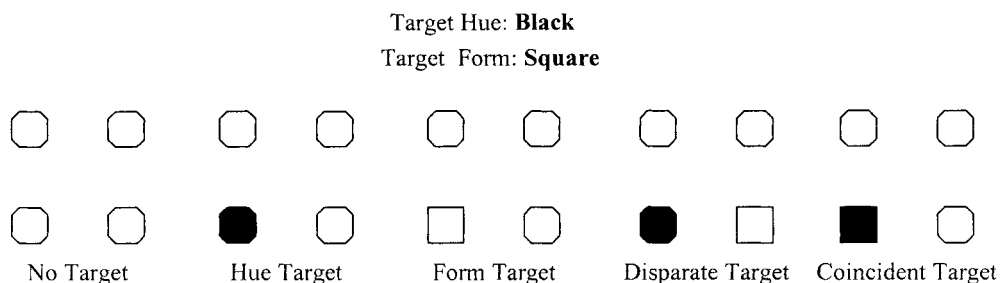 Target Hue: Black
Target Form: Square
No Target Hue Target Form Target Disparate Target Coincident Target